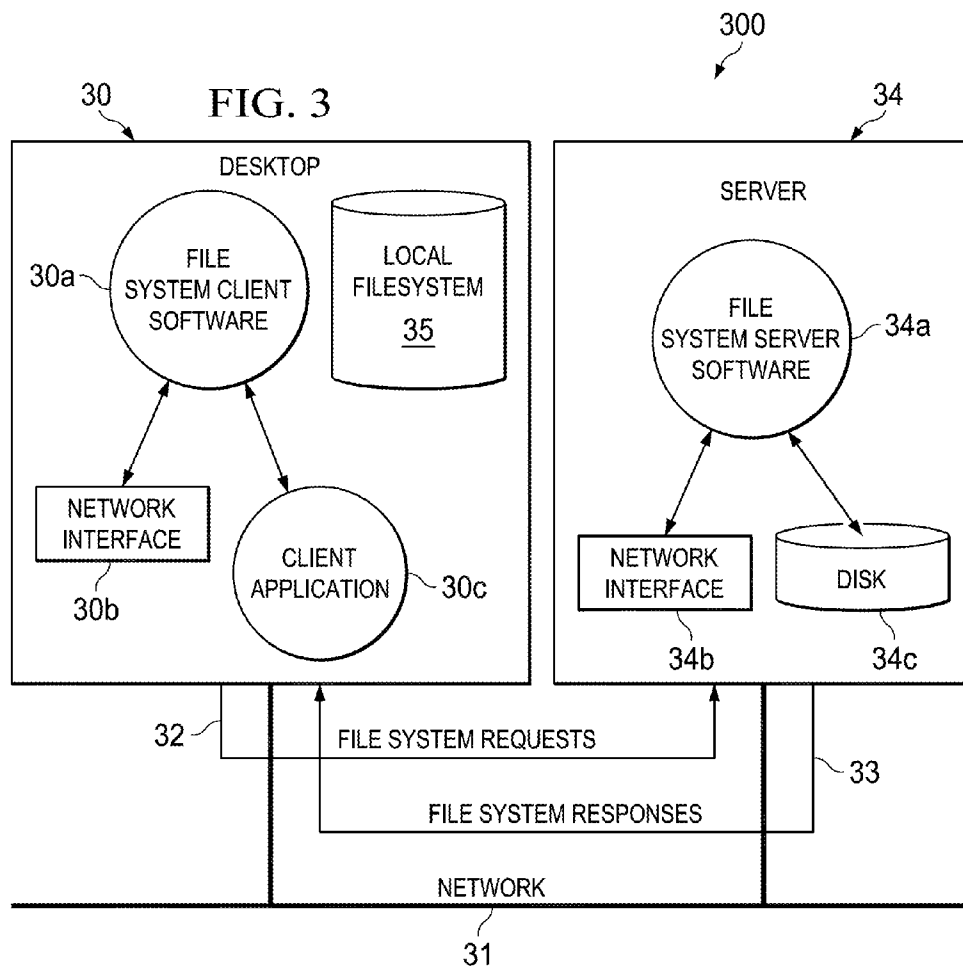 300
FIG. 3
30
34
DESKTOP
SERVER
FILE
SYSTEM CLIENT
SOFTWARE
30a
LOCAL
FILESYSTEM
35
FILE
SYSTEM SERVER
SOFTWARE
34a
NETWORK
INTERFACE
30b
CLIENT
APPLICATION
30c
NETWORK
INTERFACE
34b
DISK
34c
32
FILE SYSTEM REQUESTS
33
FILE SYSTEM RESPONSES
NETWORK
31